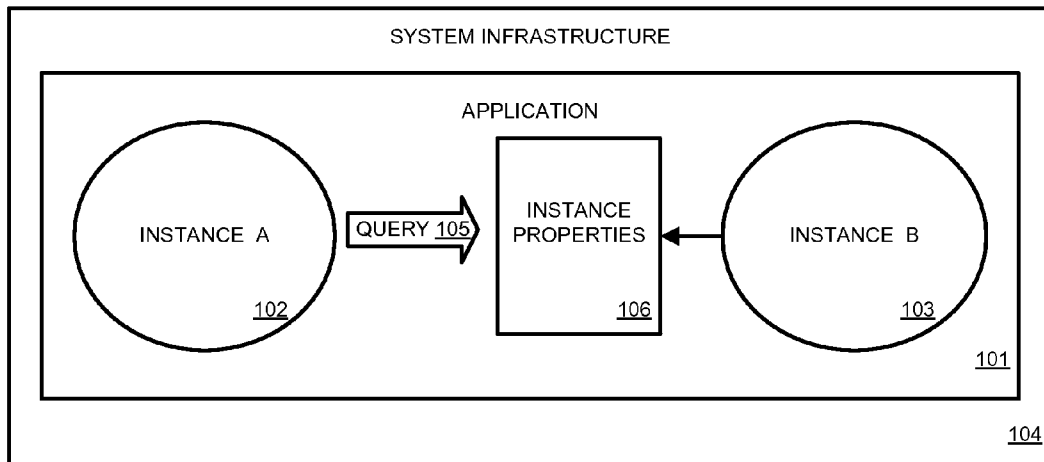 SYSTEM INFRASTRUCTURE
APPLICATION
INSTANCE A
102
QUERY 105
INSTANCE
PROPERTIES
106
INSTANCE B
103
101
104